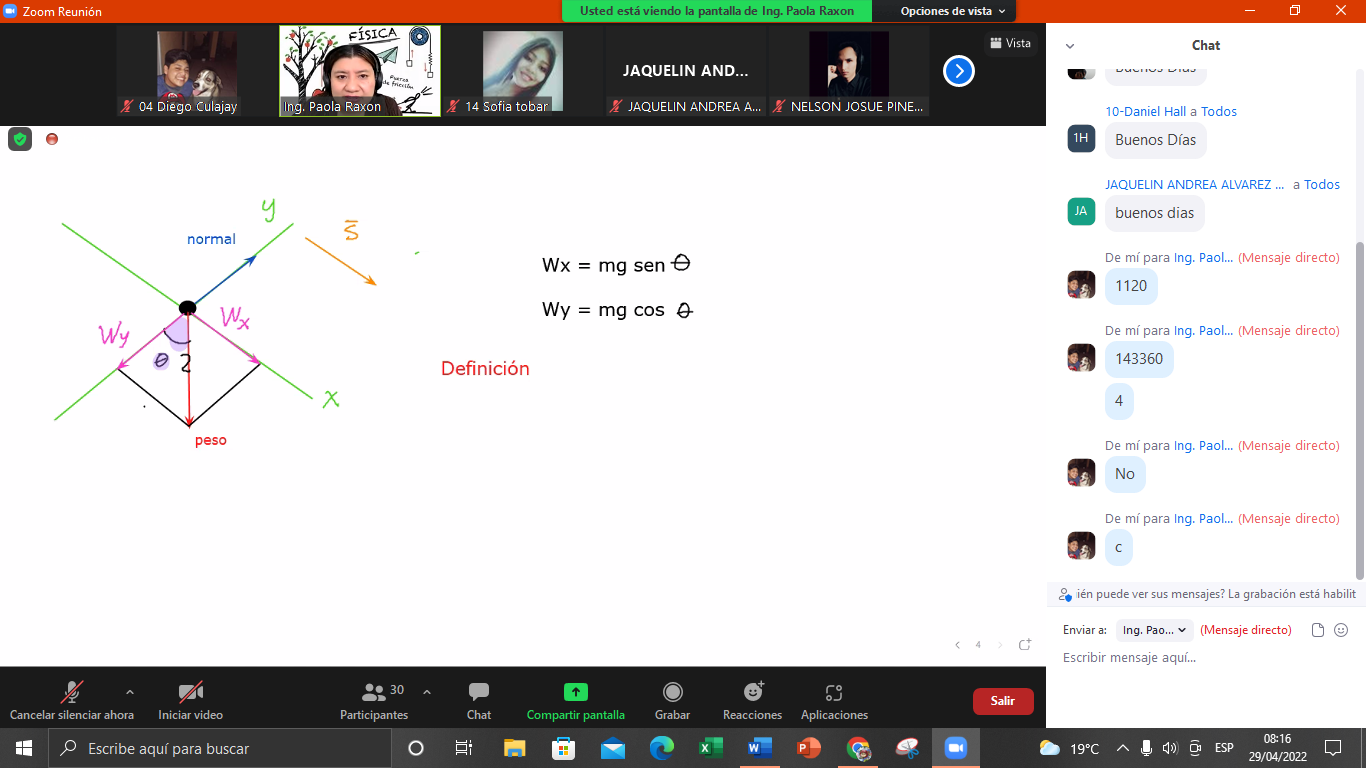 Zoom Reunión
Usted está viendo la pantalla de Ing. Paola Raxon
Opciones de vista
FÍSICA
Fuerza
de fricción
04 Diego Culajay
Ing. Paola Raxon
14 Sofia tobar
JAQUELIN AND...
JAQUELIN ANDREA A...
NELSON JOSUE PINE...
Vista
y
normal
S
Wx = mg sen θ
Wy = mg cos θ
Wy
Wx
θ 2
Definición
x
peso
4
Chat
Buenos Días
10-Daniel Hall a Todos
1H
Buenos Días
JAQUELIN ANDREA ALVAREZ ... a Todos
JA
buenos dias
De mí para Ing. Paol... (Mensaje directo)
1120
De mí para Ing. Paol... (Mensaje directo)
143360
4
De mí para Ing. Paol... (Mensaje directo)
No
De mí para Ing. Paol... (Mensaje directo)
c
ién puede ver sus mensajes? La grabación está habilit
Enviar a: Ing. Pao... (Mensaje directo)
Escribir mensaje aquí...
Cancelar silenciar ahora
Iniciar video
30
Participantes
Chat
Compartir pantalla
Grabar
Reacciones
Aplicaciones
Salir
Escribe aquí para buscar
19°C
ESP
08:16
29/04/2022